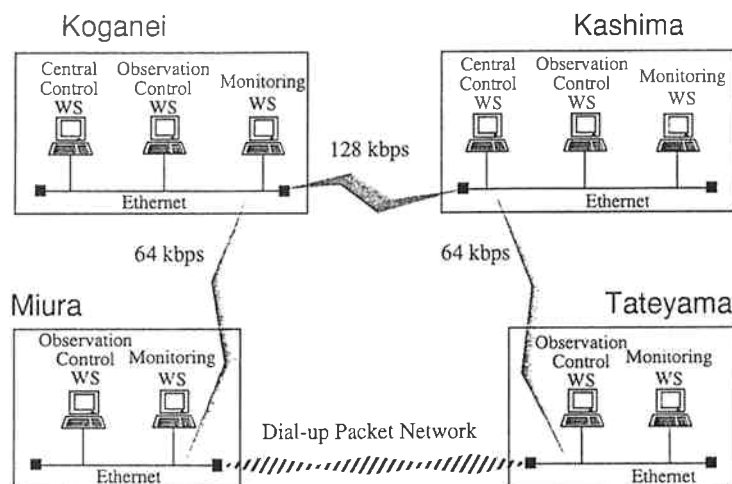 Koganei
Kashima
Central
Control
WS
Observation
Control
WS
Monitoring
WS
Ethernet
128 kbps
Central
Control
WS
Observation
Control
WS
Monitoring
WS
Ethernet
64 kbps
64 kbps
Miura
Tateyama
Observation
Control
WS
Monitoring
WS
Ethernet
Dial-up Packet Network
Observation
Control
WS
Monitoring
WS
Ethernet